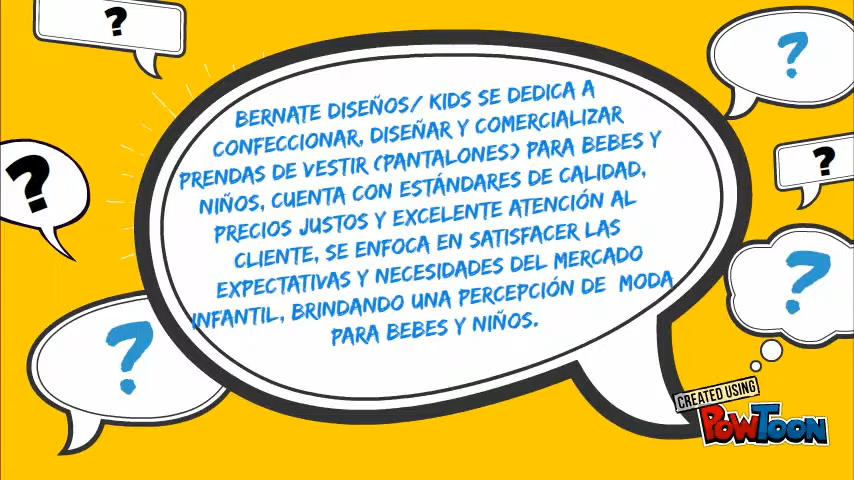 ?
?
BERNATE DISEÑOS/ KIDS SE DEDICA A
CONFECCIONAR, DISEÑAR Y COMERCIALIZAR
PRENDAS DE VESTIR (PANTALONES) PARA BEBES Y
NIÑOS, CUENTA CON ESTÁNDARES DE CALIDAD,
PRECIOS JUSTOS Y EXCELENTE ATENCIÓN AL
CLIENTE, SE ENFOCA EN SATISFACER LAS
EXPECTATIVAS Y NECESIDADES DEL MERCADO
INFANTIL, BRINDANDO UNA PERCEPCIÓN DE MODA
PARA BEBES Y NIÑOS.
?
?
?
?
CREATED USING
POWTOON